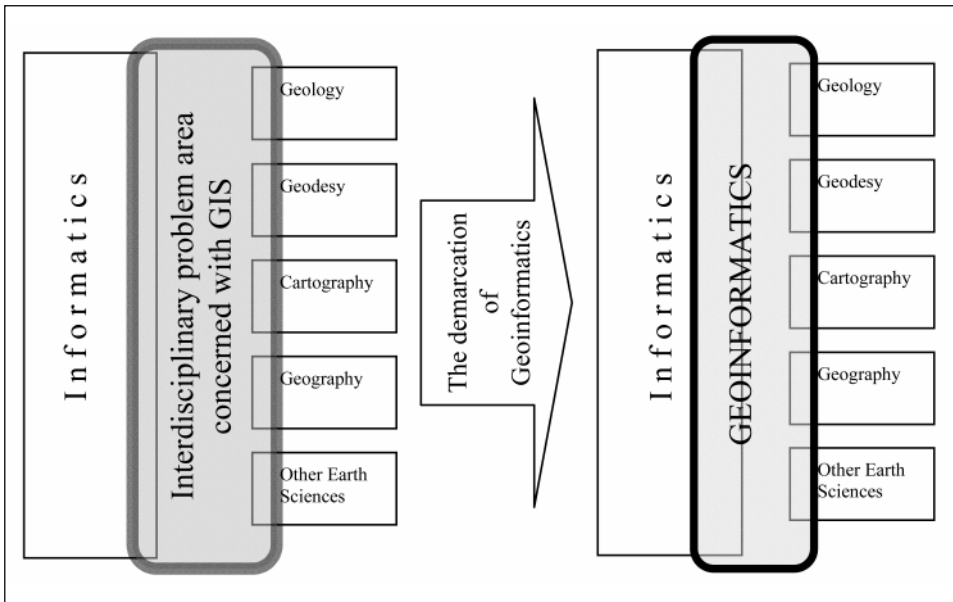 Informatics
Interdisciplinary problem area
concerned with GIS
Geology
Geodesy
Cartography
Geography
Other Earth
Sciences
The demarcation
of
Geoinformatics
Informatics
GEOINFORMATICS
Geology
Geodesy
Cartography
Geography
Other Earth
Sciences